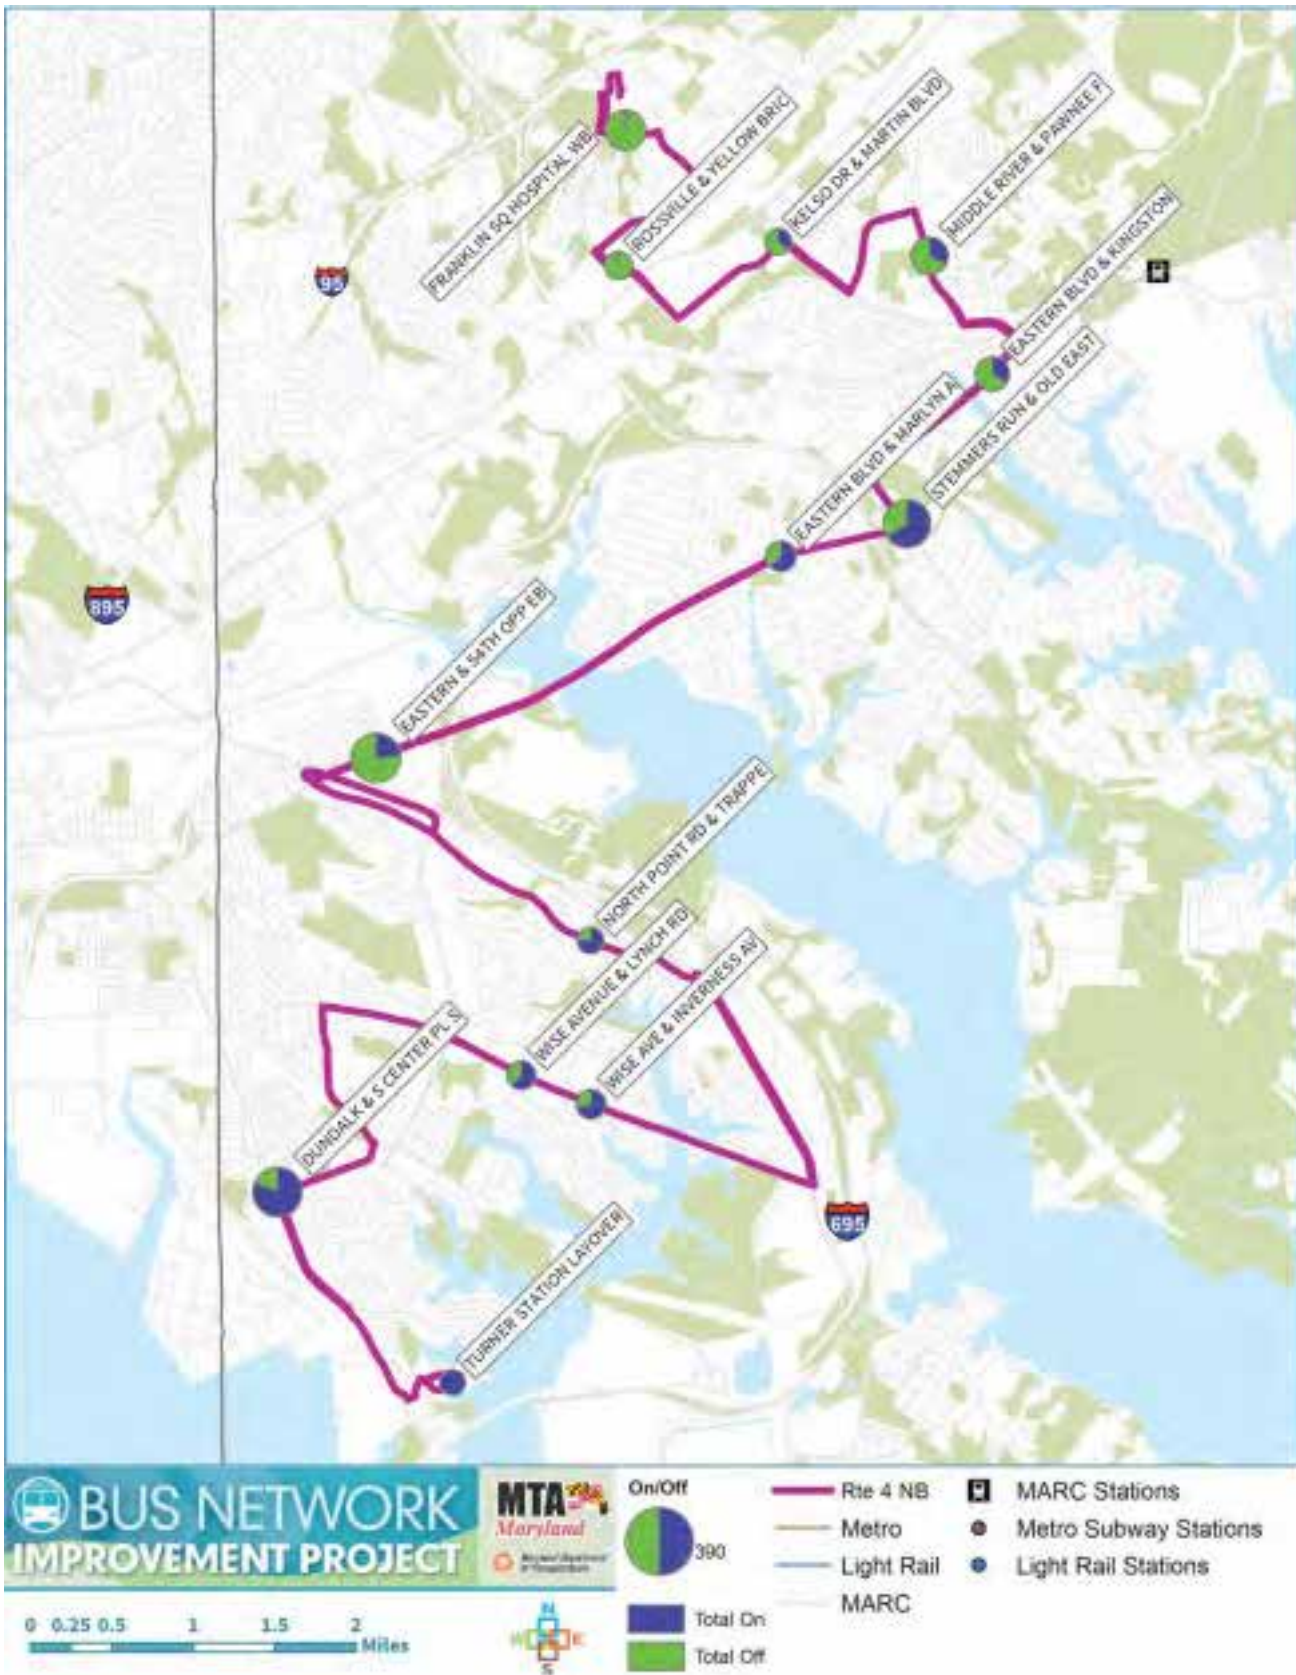 FRANKLIN SQ HOSPITAL WB
ROSSVILLE & YELLOW BRIC
KELSO DR & MARTIN BLVD
MIDDLE RIVER & PAWNEE F
EASTERN BLVD & KINGSTON
95
STEMMERS RUN & OLD EAST
EASTERN BLVD & MARLYN A
895
EASTERN & 54TH OPP EB
NORTH POINT RD & TRAPPE
WISE AVENUE & LYNCH RD
WISE AVE & INVERNESS AV
DUNDALK & S CENTER PL S
695
TURNER STATION LAYOVER
BUS NETWORK
IMPROVEMENT PROJECT
MTA
Maryland
Maryland Department
of Transportation
0 0.25 0.5 1 1.5 2
Miles
N
W E
S
On/Off
390
Total On
Total Off
Rte 4 NB
Metro
Light Rail
MARC
MARC Stations
Metro Subway Stations
Light Rail Stations